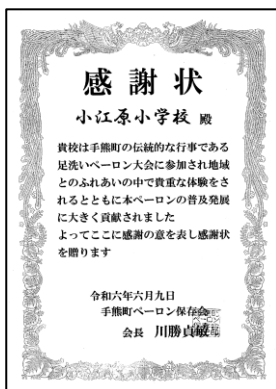 感謝状
小江原小学校 殿
貴校は手熊町の伝統的な行事である
足洗いペーロン大会に参加され地域
とのふれあいの中で貴重な体験をさ
れるとともに本ペーロンの普及発展
に大きく貢献されました
よってここに感謝の意を表し感謝状
を贈ります
令和六年六月九日
手熊町ペーロン保存会
会長 川勝貞敏